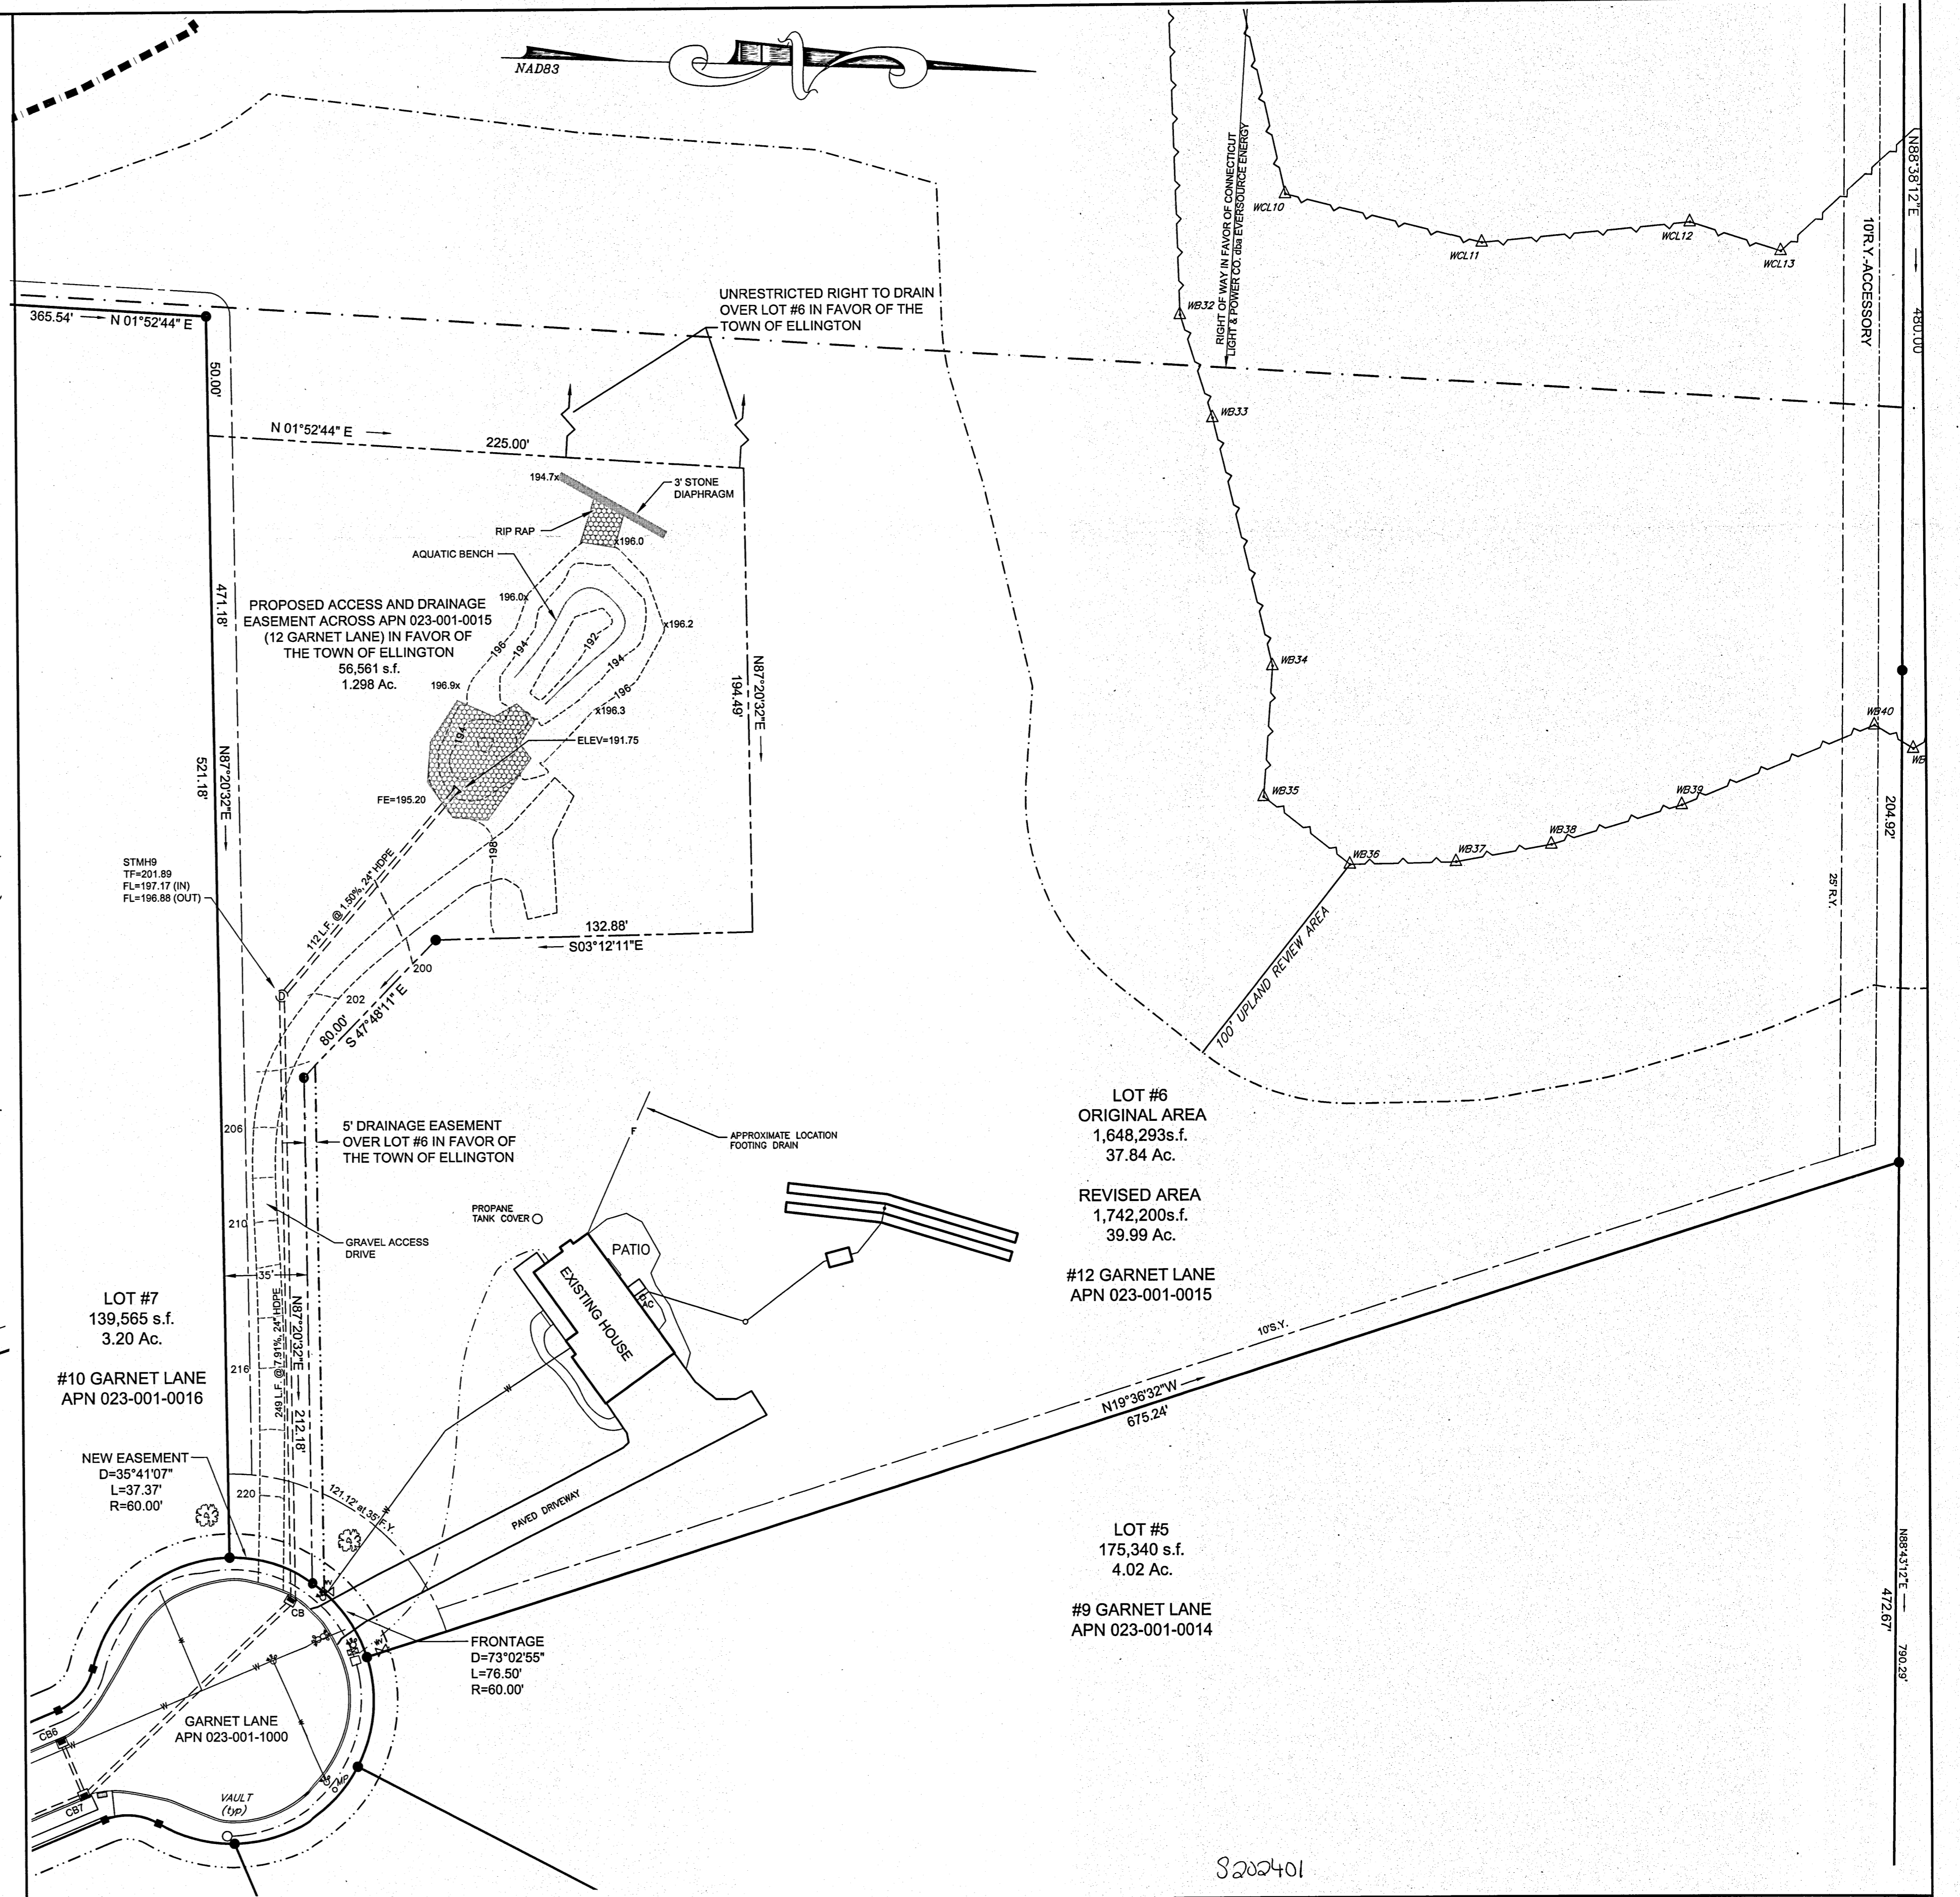 NAD83
RIGHT OF WAY IN FAVOR OF CONNECTICUT
LIGHT & POWER CO. dba EVERSOURCE ENERGY
WCL10
WCL11
WCL12
WCL13
N88°38'12"E
480.00
10'R.Y.-ACCESSORY
365.54'
N 01°52'44" E
50.00'
UNRESTRICTED RIGHT TO DRAIN
OVER LOT #6 IN FAVOR OF THE
TOWN OF ELLINGTON
WB32
WB33
N 01°52'44" E
225.00'
194.7x
3' STONE
DIAPHRAGM
RIP RAP
x196.0
AQUATIC BENCH
196.0x
x196.2
471.18'
PROPOSED ACCESS AND DRAINAGE
EASEMENT ACROSS APN 023-001-0015
(12 GARNET LANE) IN FAVOR OF
THE TOWN OF ELLINGTON
56,561 s.f.
1.298 Ac.
196
194
192
194
196
196.9x
x196.3
194
ELEV=191.75
N87°20'32"E
194.49'
WB34
WB40
WB
WB35
WB39
WB38
WB37
WB36
204.92'
25'R.Y.
N87°20'32"E
521.18'
FE=195.20
198
STMH9
TF=201.89
FL=197.17 (IN)
FL=196.88 (OUT)
112 L.F. @ 1.50%, 24" HDPE
132.88'
S03°12'11"E
200
D
202
80.00'
S 47°48'11" E
100' UPLAND REVIEW AREA
LOT #6
ORIGINAL AREA
1,648,293s.f.
37.84 Ac.
REVISED AREA
1,742,200s.f.
39.99 Ac.
#12 GARNET LANE
APN 023-001-0015
206
5' DRAINAGE EASEMENT
OVER LOT #6 IN FAVOR OF
THE TOWN OF ELLINGTON
F
APPROXIMATE LOCATION
FOOTING DRAIN
PROPANE
TANK COVER
210
GRAVEL ACCESS
DRIVE
PATIO
EXISTING HOUSE
35'
LOT #7
139,565 s.f.
3.20 Ac.
#10 GARNET LANE
APN 023-001-0016
216
249 L.F. @ 7.91%, 24" HDPE
N87°20'32"E
212.18'
10'S.Y.
N19°36'32"W
675.24'
W
NEW EASEMENT
D=35°41'07"
L=37.37'
R=60.00'
220
121.12' at 35' F.Y.
W
PAVED DRIVEWAY
LOT #5
175,340 s.f.
4.02 Ac.
#9 GARNET LANE
APN 023-001-0014
N88°43'12"E
472.67'
790.29'
CB
FRONTAGE
D=73°02'55"
L=76.50'
R=60.00'
W
W
W
W
W
GARNET LANE
APN 023-001-1000
CB6
CB7
MP
VAULT
(typ)
S202401